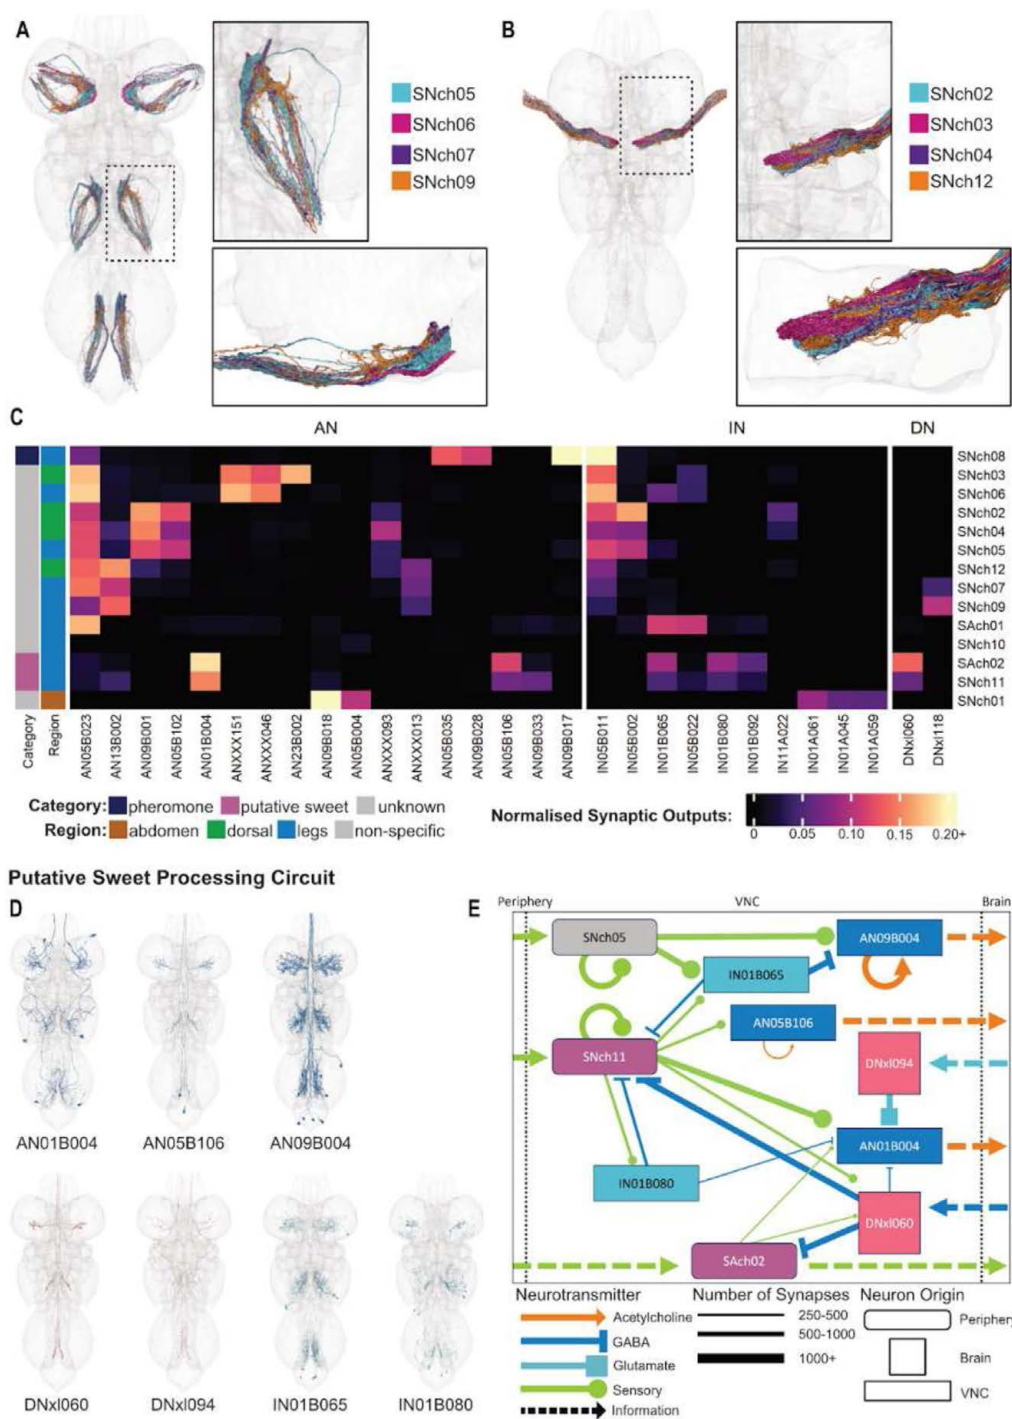 A
SNch05
SNch06
SNch07
SNch09
B
SNch02
SNch03
SNch04
SNch12
C
AN
IN
DN
SNch08
SNch03
SNch06
SNch02
SNch04
SNch05
SNch12
SNch07
SNch09
SAch01
SNch10
SAch02
SNch11
SNch01
Category
Region
AN05B023
AN13B002
AN09B001
AN05B102
AN01B004
ANXXX151
ANXXX046
AN23B002
AN09B018
AN05B004
ANXXX093
ANXXX013
AN05B035
AN09B028
AN05B106
AN09B033
AN09B017
IN05B011
IN05B002
IN01B065
IN05B022
IN01B080
IN01B092
IN11A022
IN01A061
IN01A045
IN01A059
DNxl060
DNxl118
Category: pheromone putative sweet unknown
Region: abdomen dorsal legs non-specific
Normalised Synaptic Outputs:
0 0.05 0.10 0.15 0.20+
Putative Sweet Processing Circuit
D
AN01B004 AN05B106 AN09B004
DNxl060 DNxl094 IN01B065 IN01B080
E
Periphery VNC Brain
SNch05
AN09B004
IN01B065
AN05B106
SNch11
DNxl094
AN01B004
IN01B080
DNxl060
SAch02
Neurotransmitter
Acetylcholine
GABA
Glutamate
Sensory
Information
Number of Synapses
250-500
500-1000
1000+
Neuron Origin
Periphery
Brain
VNC